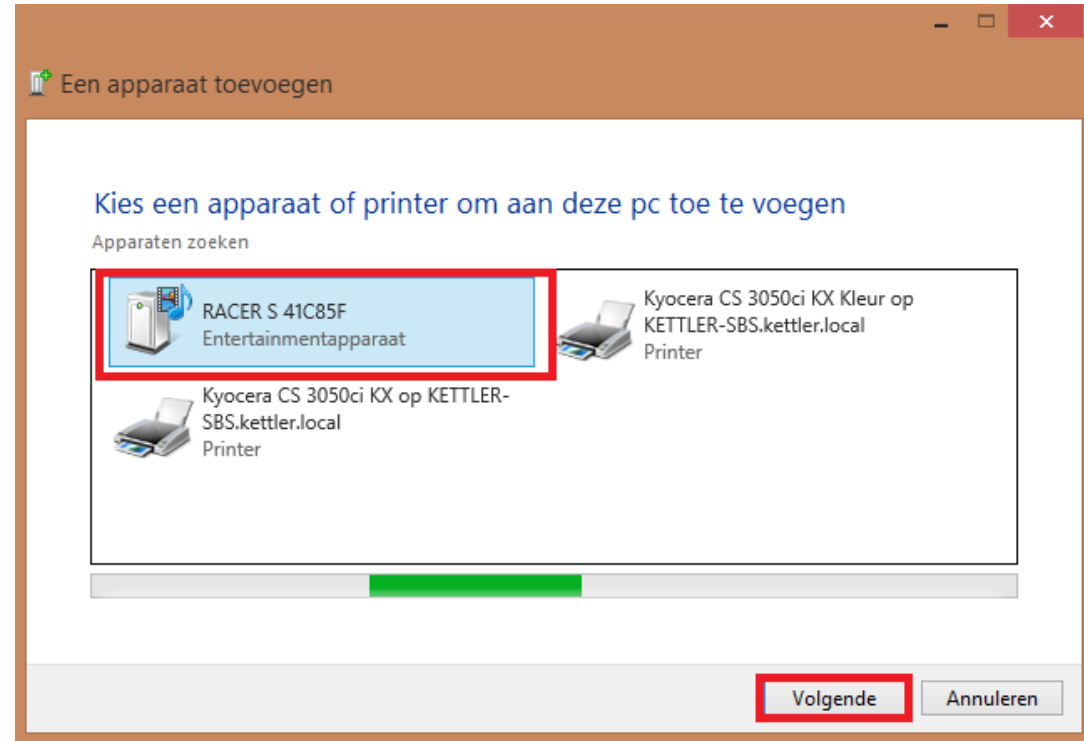 Een apparaat toevoegen
Kies een apparaat of printer om aan deze pc toe te voegen
Apparaten zoeken
RACER S 41C85F
Entertainmentapparaat
Kyocera CS 3050ci KX Kleur op
KETTLER-SBS.kettler.local
Printer
Kyocera CS 3050ci KX op KETTLER-
SBS.kettler.local
Printer
Volgende
Annuleren